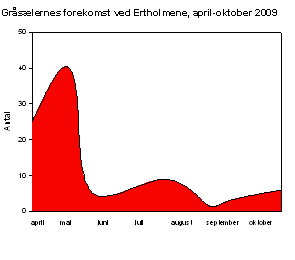 Gråsælernes forekomst ved Ertholmene, april-oktober 2009
50
40
30
20
10
0
Antal
april maj juni juli august september oktober